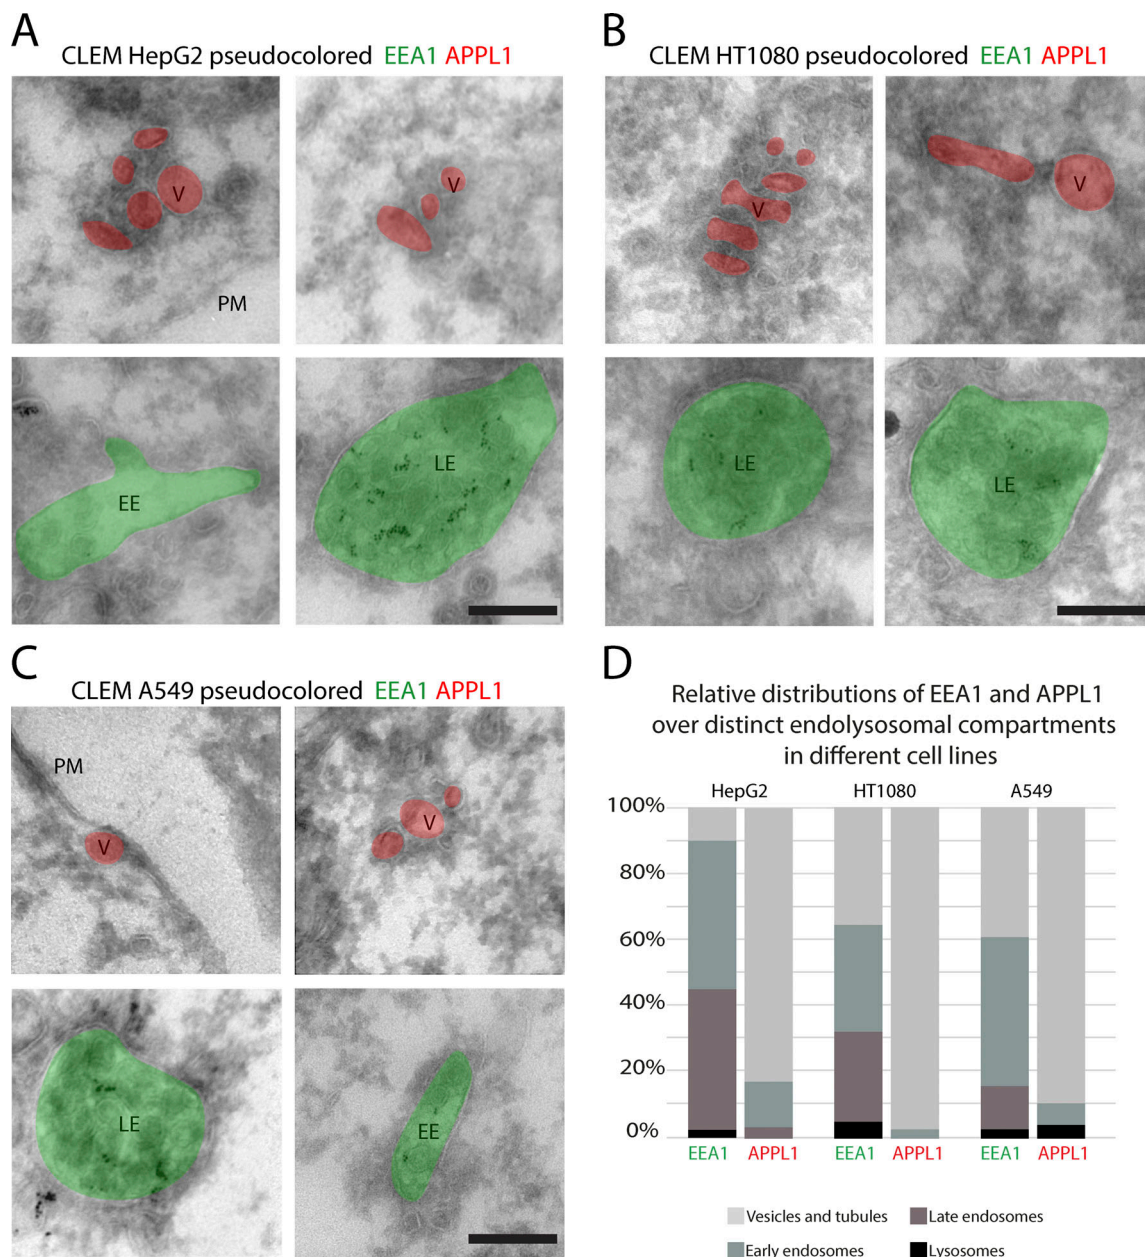 A
CLEM HepG2 pseudocolored EEA1 APPL1
V
V
PM
EE
LE
B
CLEM HT1080 pseudocolored EEA1 APPL1
V
V
LE
LE
C
CLEM A549 pseudocolored EEA1 APPL1
PM
V
V
LE
EE
D
Relative distributions of EEA1 and APPL1
over distinct endolysosomal compartments
in different cell lines
HepG2 HT1080 A549
100%
80%
60%
40%
20%
0%
EEA1 APPL1 EEA1 APPL1 EEA1 APPL1
Vesicles and tubules Late endosomes
Early endosomes Lysosomes